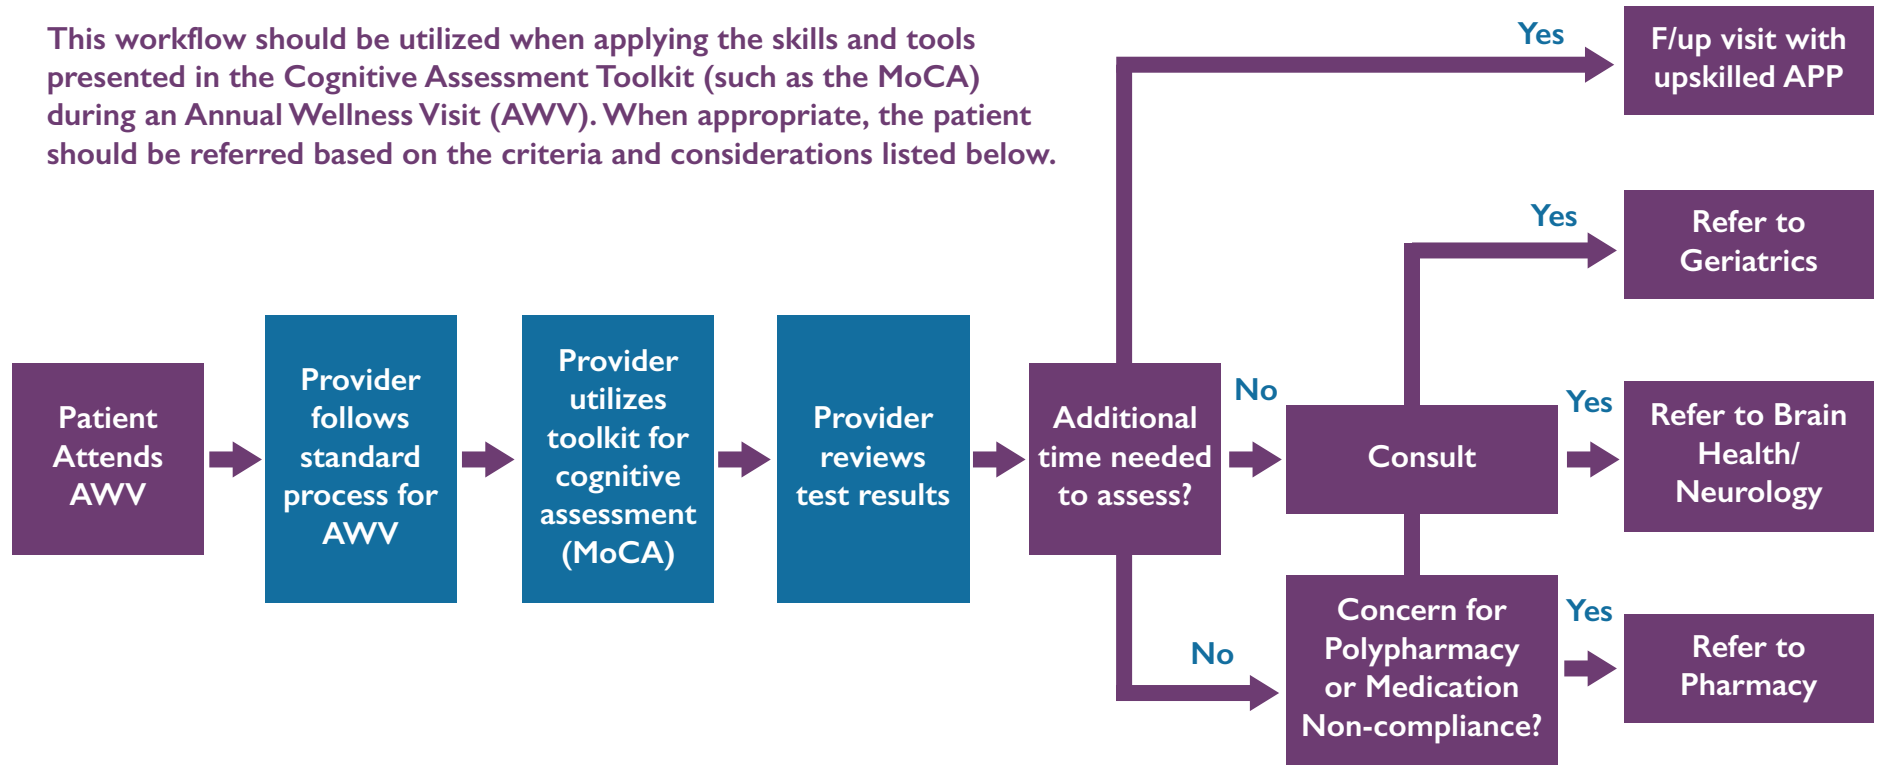 This workflow should be utilized when applying the skills and tools
presented in the Cognitive Assessment Toolkit (such as the MoCA)
during an Annual Wellness Visit (AWV). When appropriate, the patient
should be referred based on the criteria and considerations listed below.
Patient
Attends
AWV
Provider
follows
standard
process for
AWV
Provider
utilizes
toolkit for
cognitive
assessment
(MoCA)
Provider
reviews
test results
Additional
time needed
to assess?
Yes
F/up visit with
upskilled APP
No
Consult
Yes
Refer to
Geriatrics
Yes
Refer to Brain
Health/
Neurology
No
Concern for
Polypharmacy
or Medication
Non-compliance?
Yes
Refer to
Pharmacy